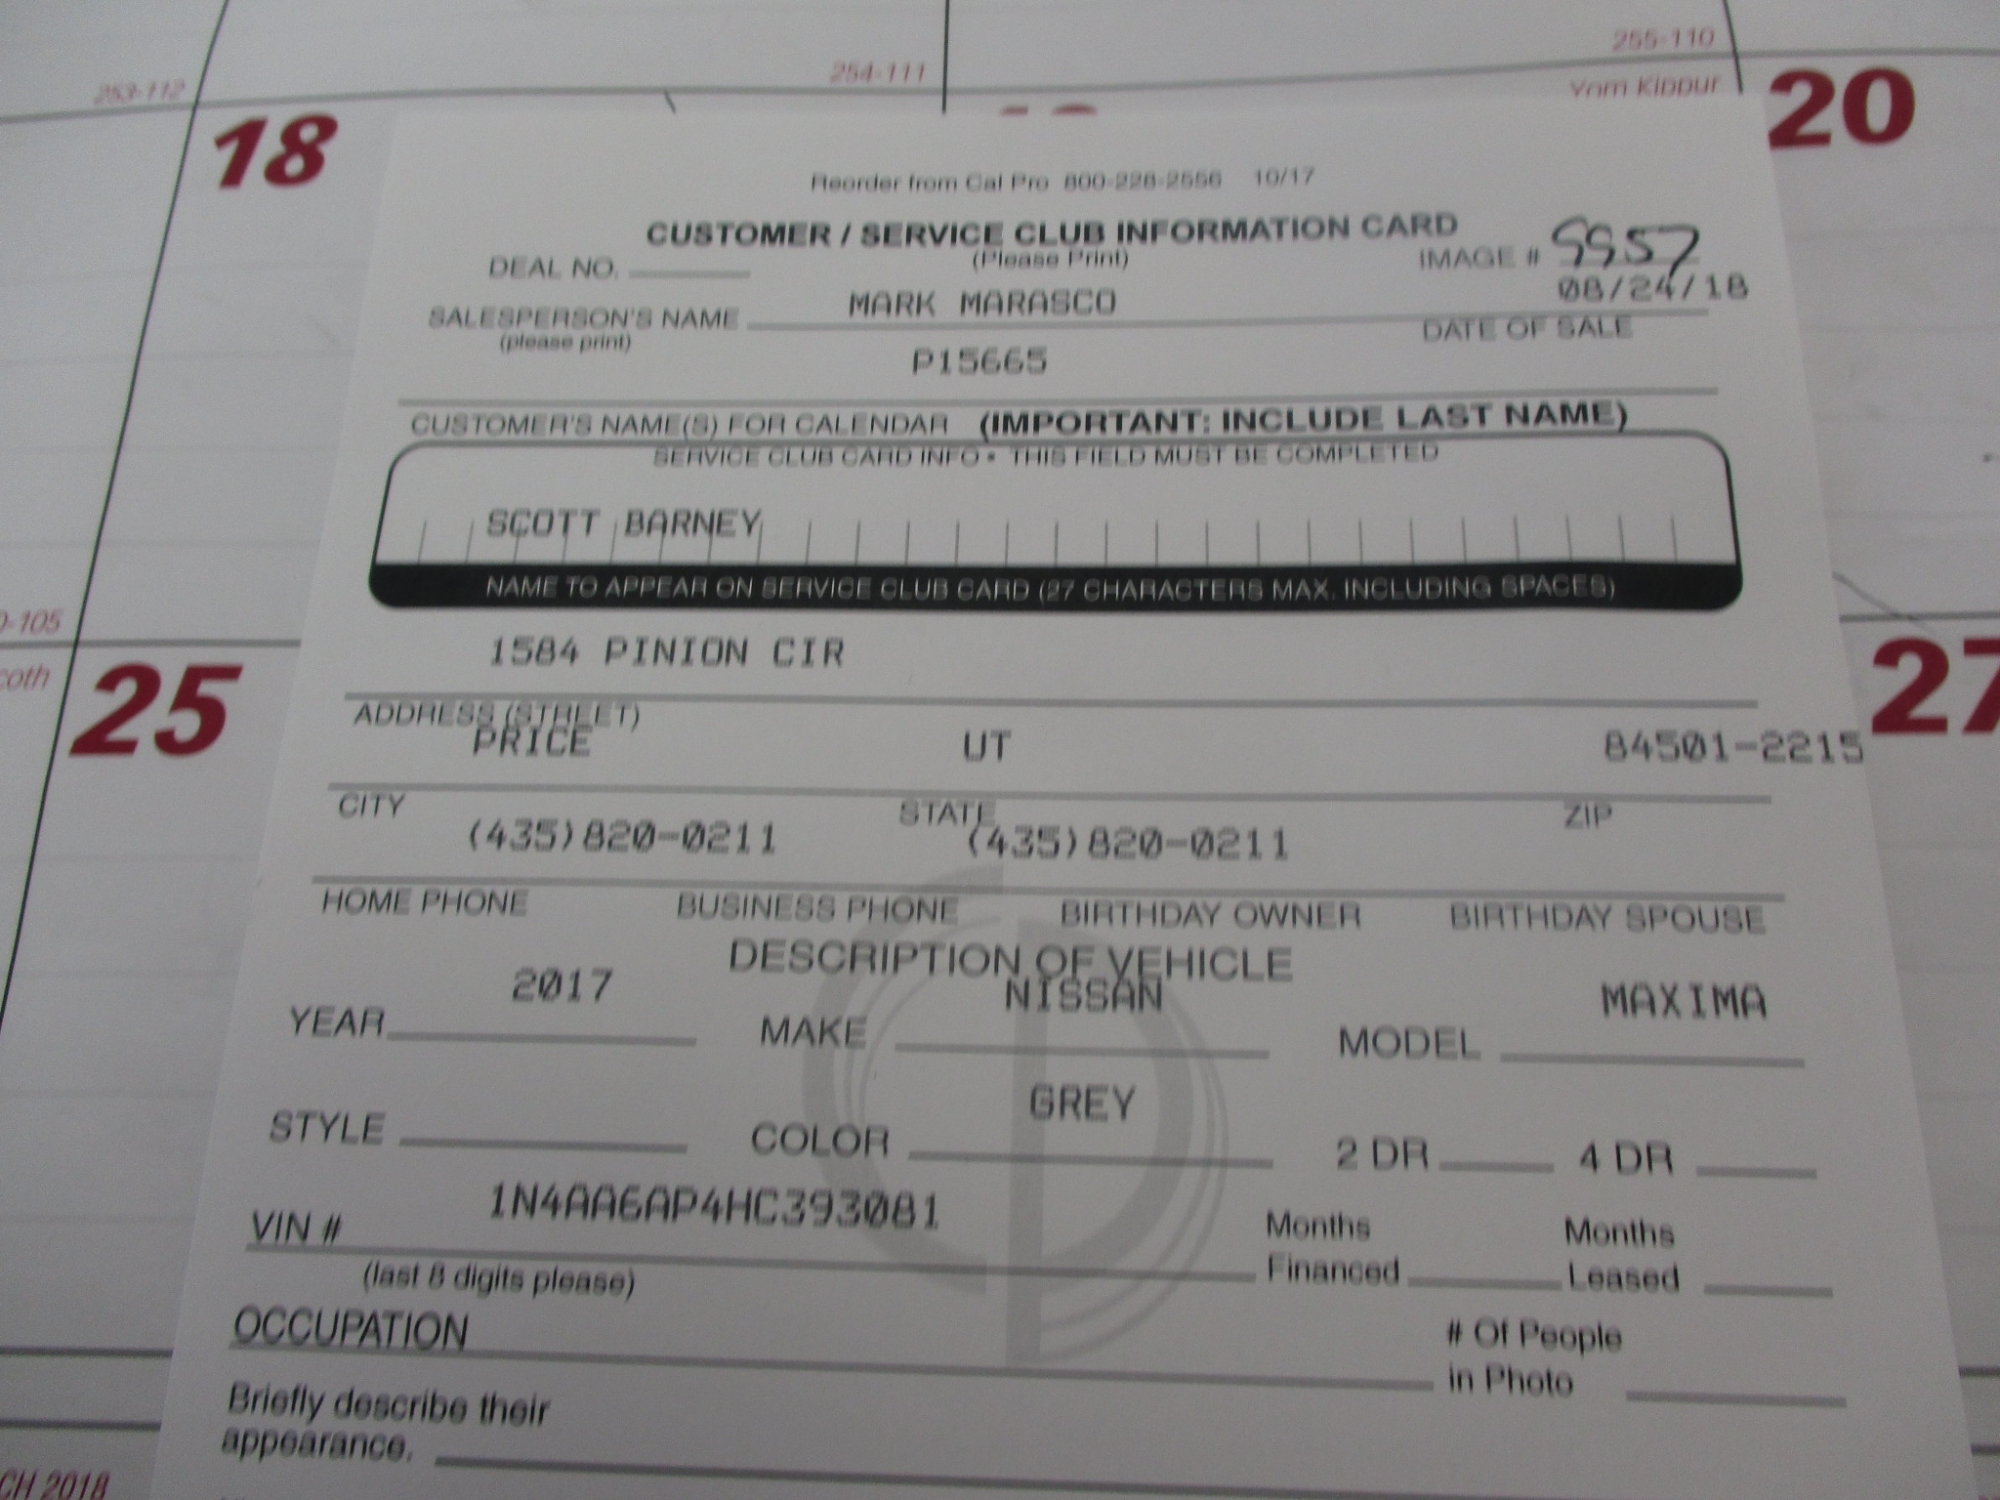 253-112
254-111
255-110
Yom Kippur
18
20
Reorder from Cal Pro 800-228-2556 10/17
CUSTOMER / SERVICE CLUB INFORMATION CARD
DEAL NO.
(Please Print)
IMAGE # 9957
08/24/18
MARK MARASCO
SALESPERSON'S NAME
(please print)
DATE OF SALE
P15665
CUSTOMER'S NAME(S) FOR CALENDAR (IMPORTANT: INCLUDE LAST NAME)
SERVICE CLUB CARD INFO • THIS FIELD MUST BE COMPLETED
SCOTT BARNEY
NAME TO APPEAR ON SERVICE CLUB CARD (27 CHARACTERS MAX. INCLUDING SPACES)
-105
25
27
1584 PINION CIR
ADDRESS (STREET)
PRICE UT 84501-2215
CITY STATE ZIP
(435)820-0211 (435)820-0211
HOME PHONE BUSINESS PHONE BIRTHDAY OWNER BIRTHDAY SPOUSE
DESCRIPTION OF VEHICLE
2017 NISSAN MAXIMA
YEAR MAKE MODEL
GREY
STYLE COLOR 2 DR 4 DR
1N4AA6AP4HC393081
VIN # Months Months
(last 8 digits please) Financed Leased
OCCUPATION # Of People
in Photo
Briefly describe their
appearance.
CH 2018